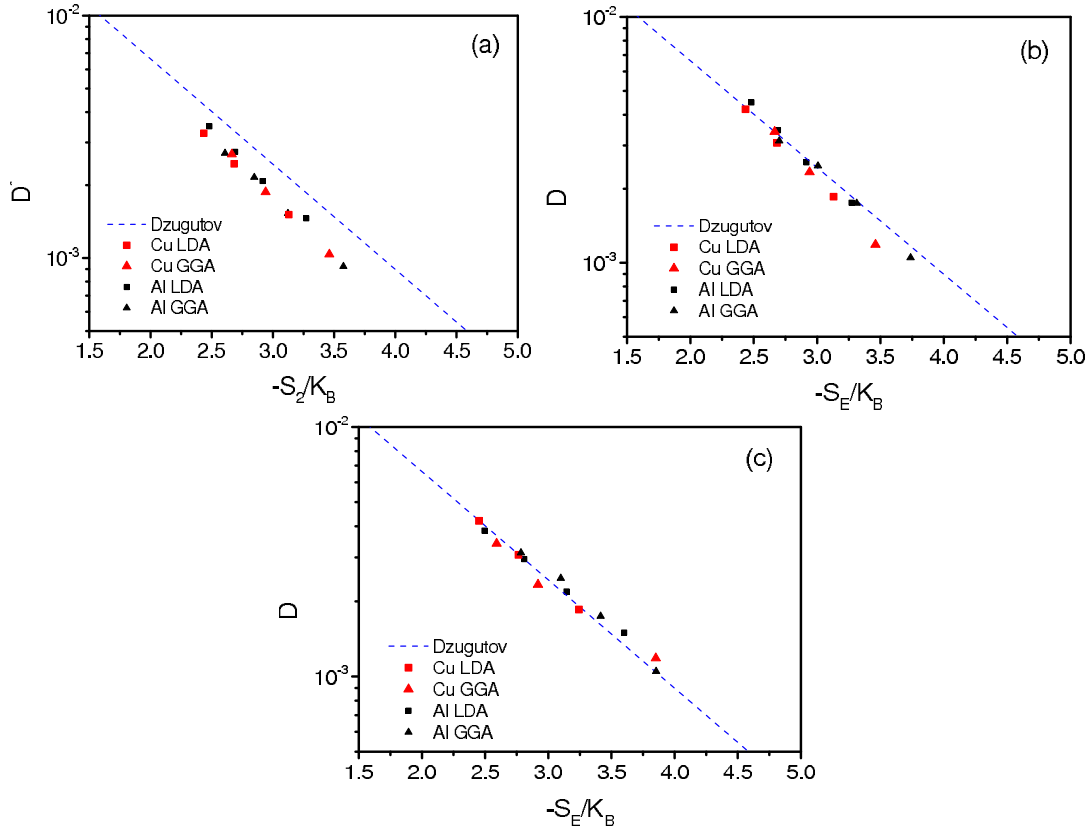 10^-2
(a)
D*
10^-3
Dzugutov
Cu LDA
Cu GGA
Al LDA
Al GGA
1.5 2.0 2.5 3.0 3.5 4.0 4.5 5.0
-S_2/K_B
10^-2
(b)
D
10^-3
Dzugutov
Cu LDA
Cu GGA
Al LDA
Al GGA
1.5 2.0 2.5 3.0 3.5 4.0 4.5 5.0
-S_E/K_B
10^-2
(c)
D
10^-3
Dzugutov
Cu LDA
Cu GGA
Al LDA
Al GGA
1.5 2.0 2.5 3.0 3.5 4.0 4.5 5.0
-S_E/K_B